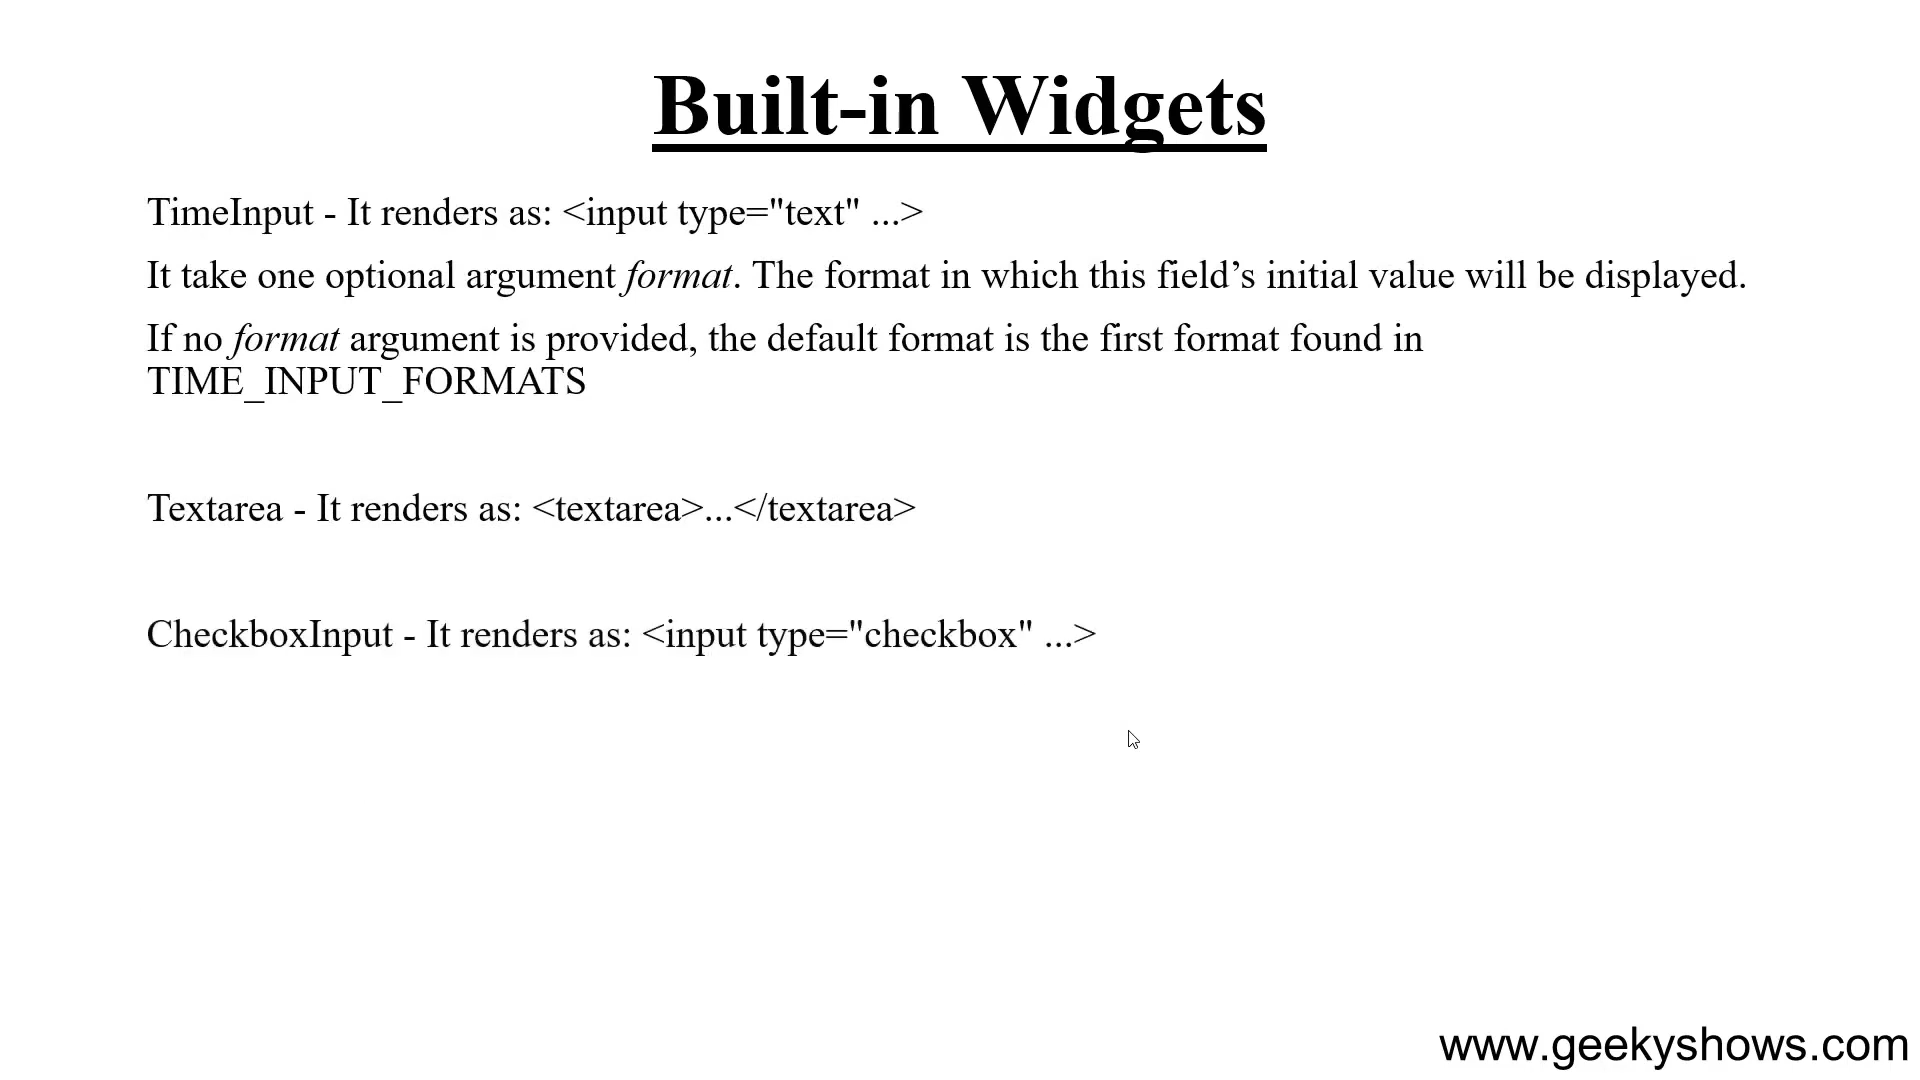 Built-in Widgets
TimeInput - It renders as: <input type="text" ...>
It take one optional argument format. The format in which this field’s initial value will be displayed.
If no format argument is provided, the default format is the first format found in
TIME_INPUT_FORMATS
Textarea - It renders as: <textarea>...</textarea>
CheckboxInput - It renders as: <input type="checkbox" ...>
www.geekyshows.com